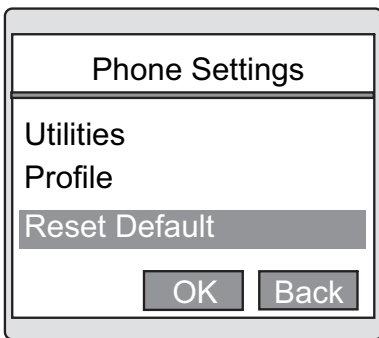 Phone Settings
Utilities
Profile
Reset Default
OK Back